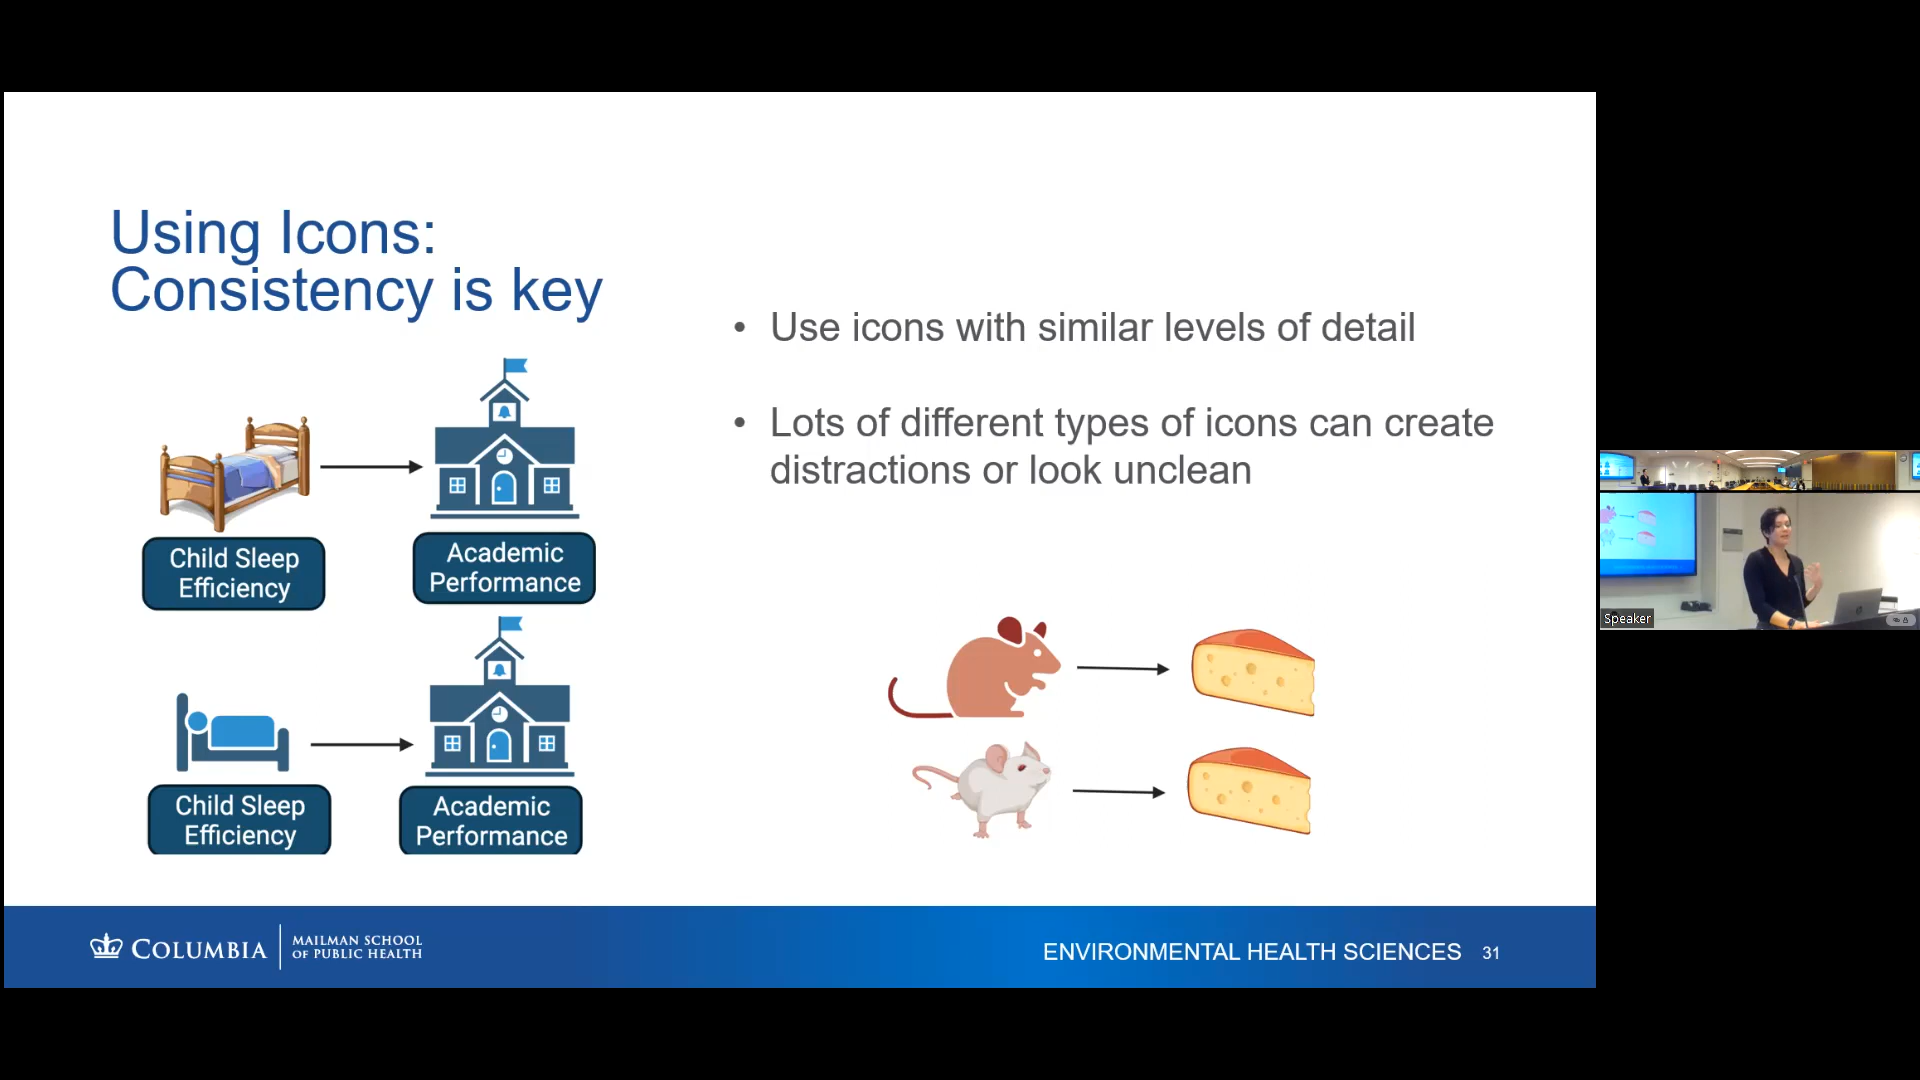 Using Icons:
Consistency is key
• Use icons with similar levels of detail
• Lots of different types of icons can create
distractions or look unclean
Child Sleep
Efficiency
Academic
Performance
Child Sleep
Efficiency
Academic
Performance
COLUMBIA
MAILMAN SCHOOL
OF PUBLIC HEALTH
ENVIRONMENTAL HEALTH SCIENCES 31
Speaker